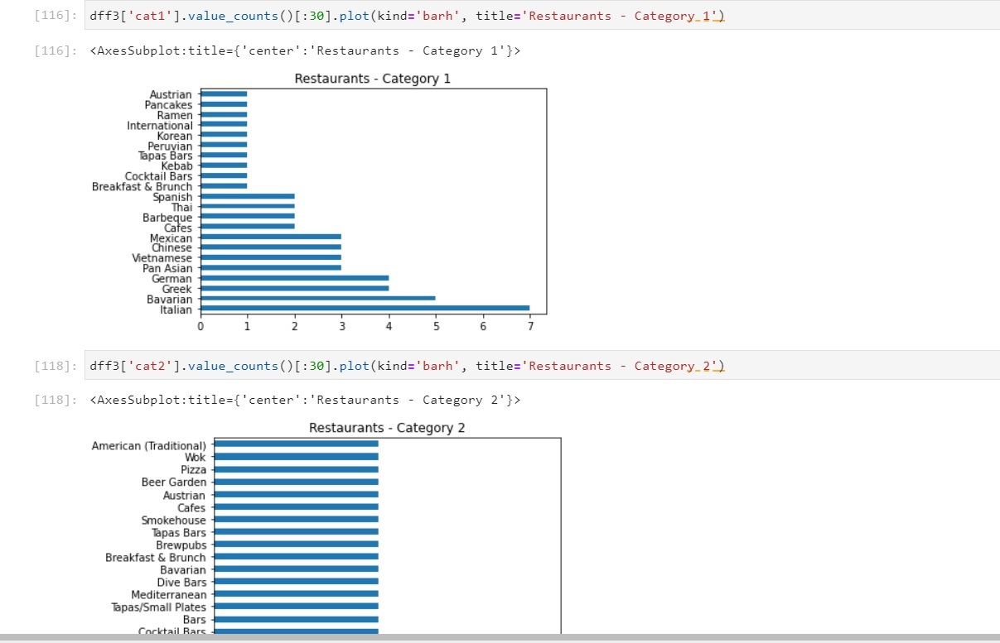 [116]: dff3['cat1'].value_counts()[:30].plot(kind='barh', title='Restaurants - Category 1')
[116]: <AxesSubplot:title={'center':'Restaurants - Category 1'}>
Restaurants - Category 1
Austrian
Pancakes
Ramen
International
Korean
Peruvian
Tapas Bars
Kebab
Cocktail Bars
Breakfast & Brunch
Spanish
Thai
Barbeque
Cafes
Mexican
Chinese
Vietnamese
Pan Asian
German
Greek
Bavarian
Italian
0 1 2 3 4 5 6 7
[118]: dff3['cat2'].value_counts()[:30].plot(kind='barh', title='Restaurants - Category 2')
[118]: <AxesSubplot:title={'center':'Restaurants - Category 2'}>
Restaurants - Category 2
American (Traditional)
Wok
Pizza
Beer Garden
Austrian
Cafes
Smokehouse
Tapas Bars
Brewpubs
Breakfast & Brunch
Bavarian
Dive Bars
Mediterranean
Tapas/Small Plates
Bars
Cocktail Bars